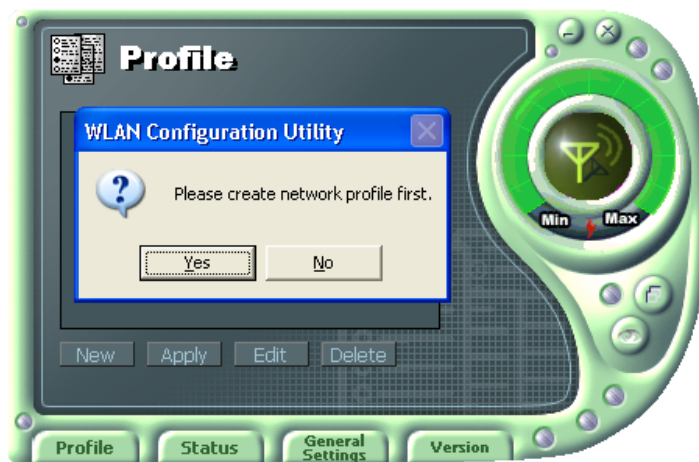 Profile
WLAN Configuration Utility
Please create network profile first.
Yes
No
Min
Max
New
Apply
Edit
Delete
Profile
Status
General
Settings
Version